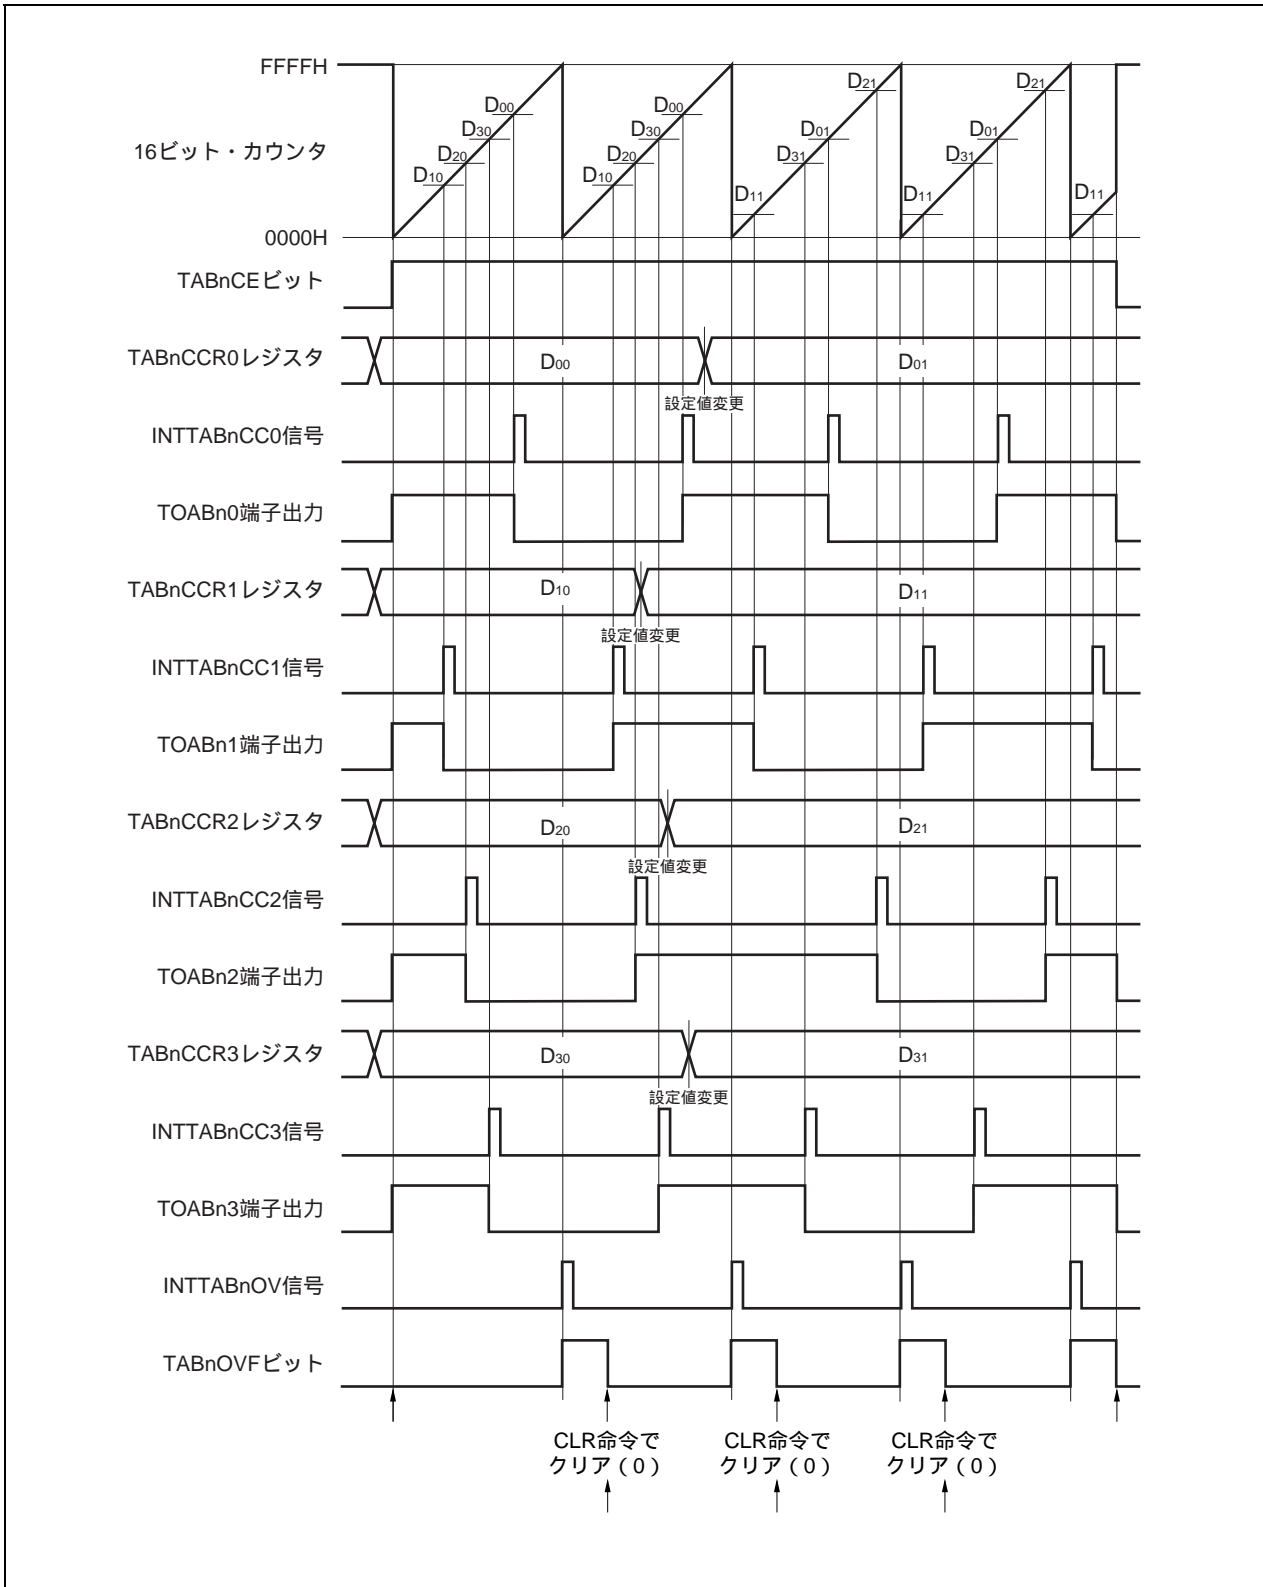 FFFFH
D00
D00
D21
D21
D30
D30
D01
D01
16ビット・カウンタ
D20
D20
D31
D31
D10
D10
D11
D11
D11
0000H
TABnCEビット
TABnCCR0レジスタ
D00
D01
設定値変更
INTTABnCC0信号
TOABn0端子出力
TABnCCR1レジスタ
D10
D11
設定値変更
INTTABnCC1信号
TOABn1端子出力
TABnCCR2レジスタ
D20
D21
設定値変更
INTTABnCC2信号
TOABn2端子出力
TABnCCR3レジスタ
D30
D31
設定値変更
INTTABnCC3信号
TOABn3端子出力
INTTABnOV信号
TABnOVFビット
CLR命令で
クリア（0）
CLR命令で
クリア（0）
CLR命令で
クリア（0）